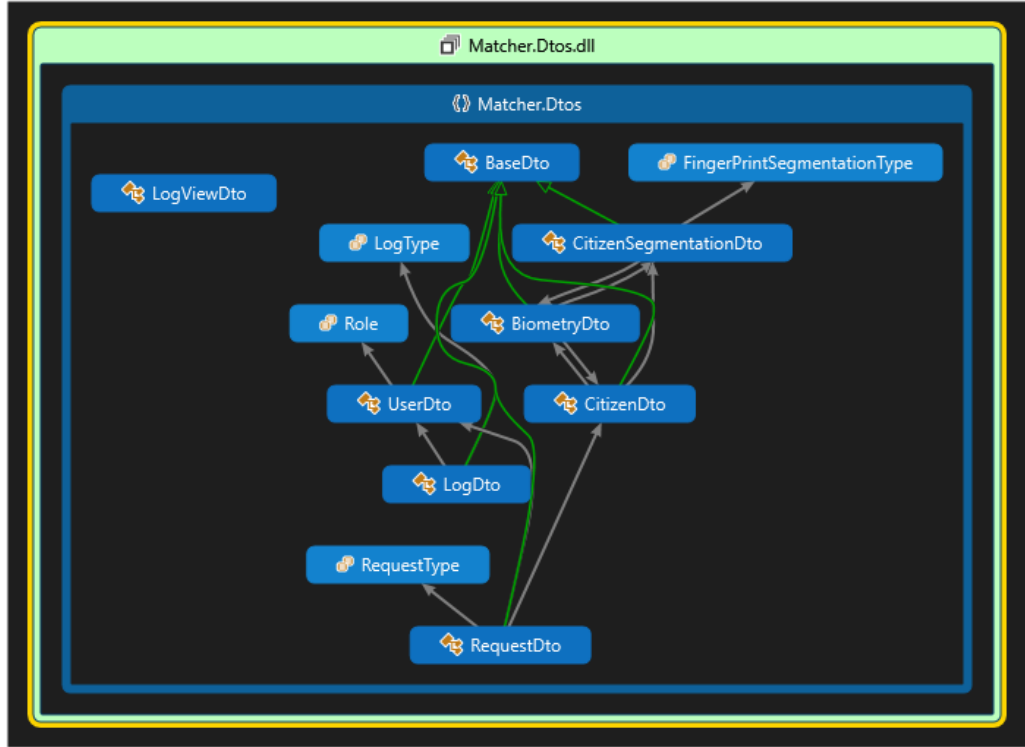 Matcher.Dtos.dll
Matcher.Dtos
BaseDto
FingerPrintSegmentationType
LogViewDto
LogType
CitizenSegmentationDto
Role
BiometryDto
UserDto
CitizenDto
LogDto
RequestType
RequestDto